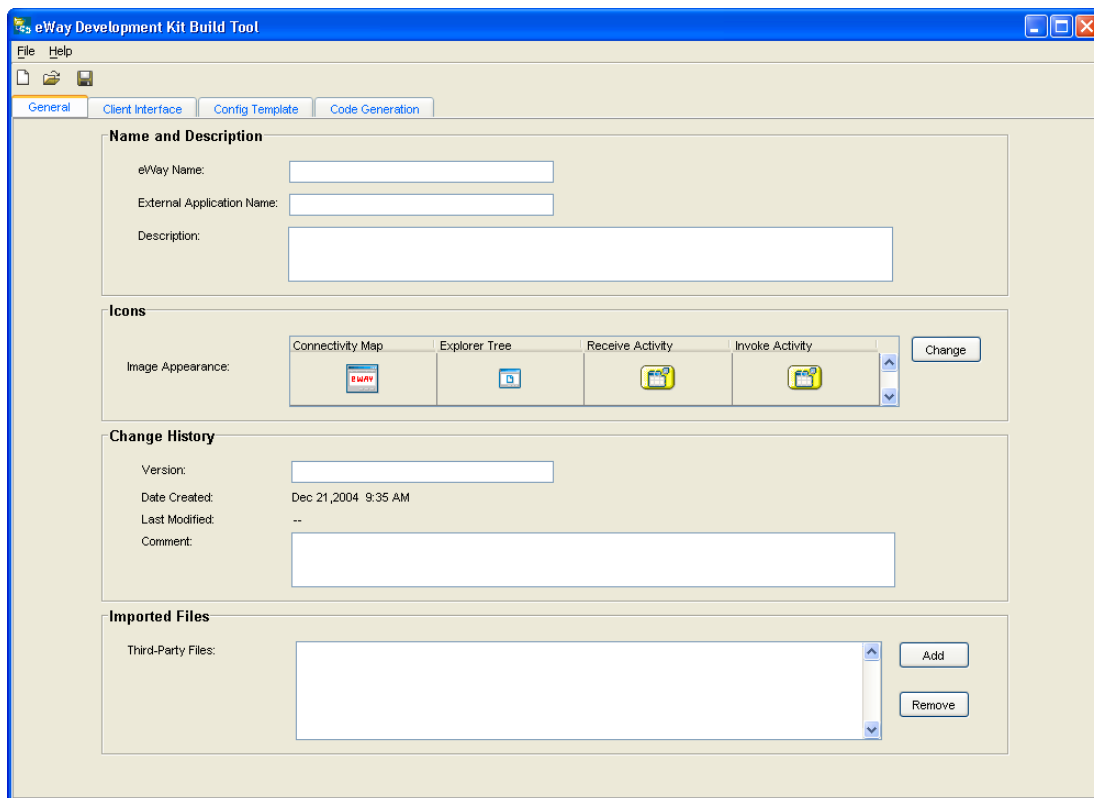 eWay Development Kit Build Tool
File Help
General Client Interface Config Template Code Generation
Name and Description
eWay Name:
External Application Name:
Description:
Icons
Connectivity Map Explorer Tree Receive Activity Invoke Activity
Image Appearance:
Change
eWAY
Change History
Version:
Date Created: Dec 21,2004 9:35 AM
Last Modified: --
Comment:
Imported Files
Third-Party Files:
Add
Remove